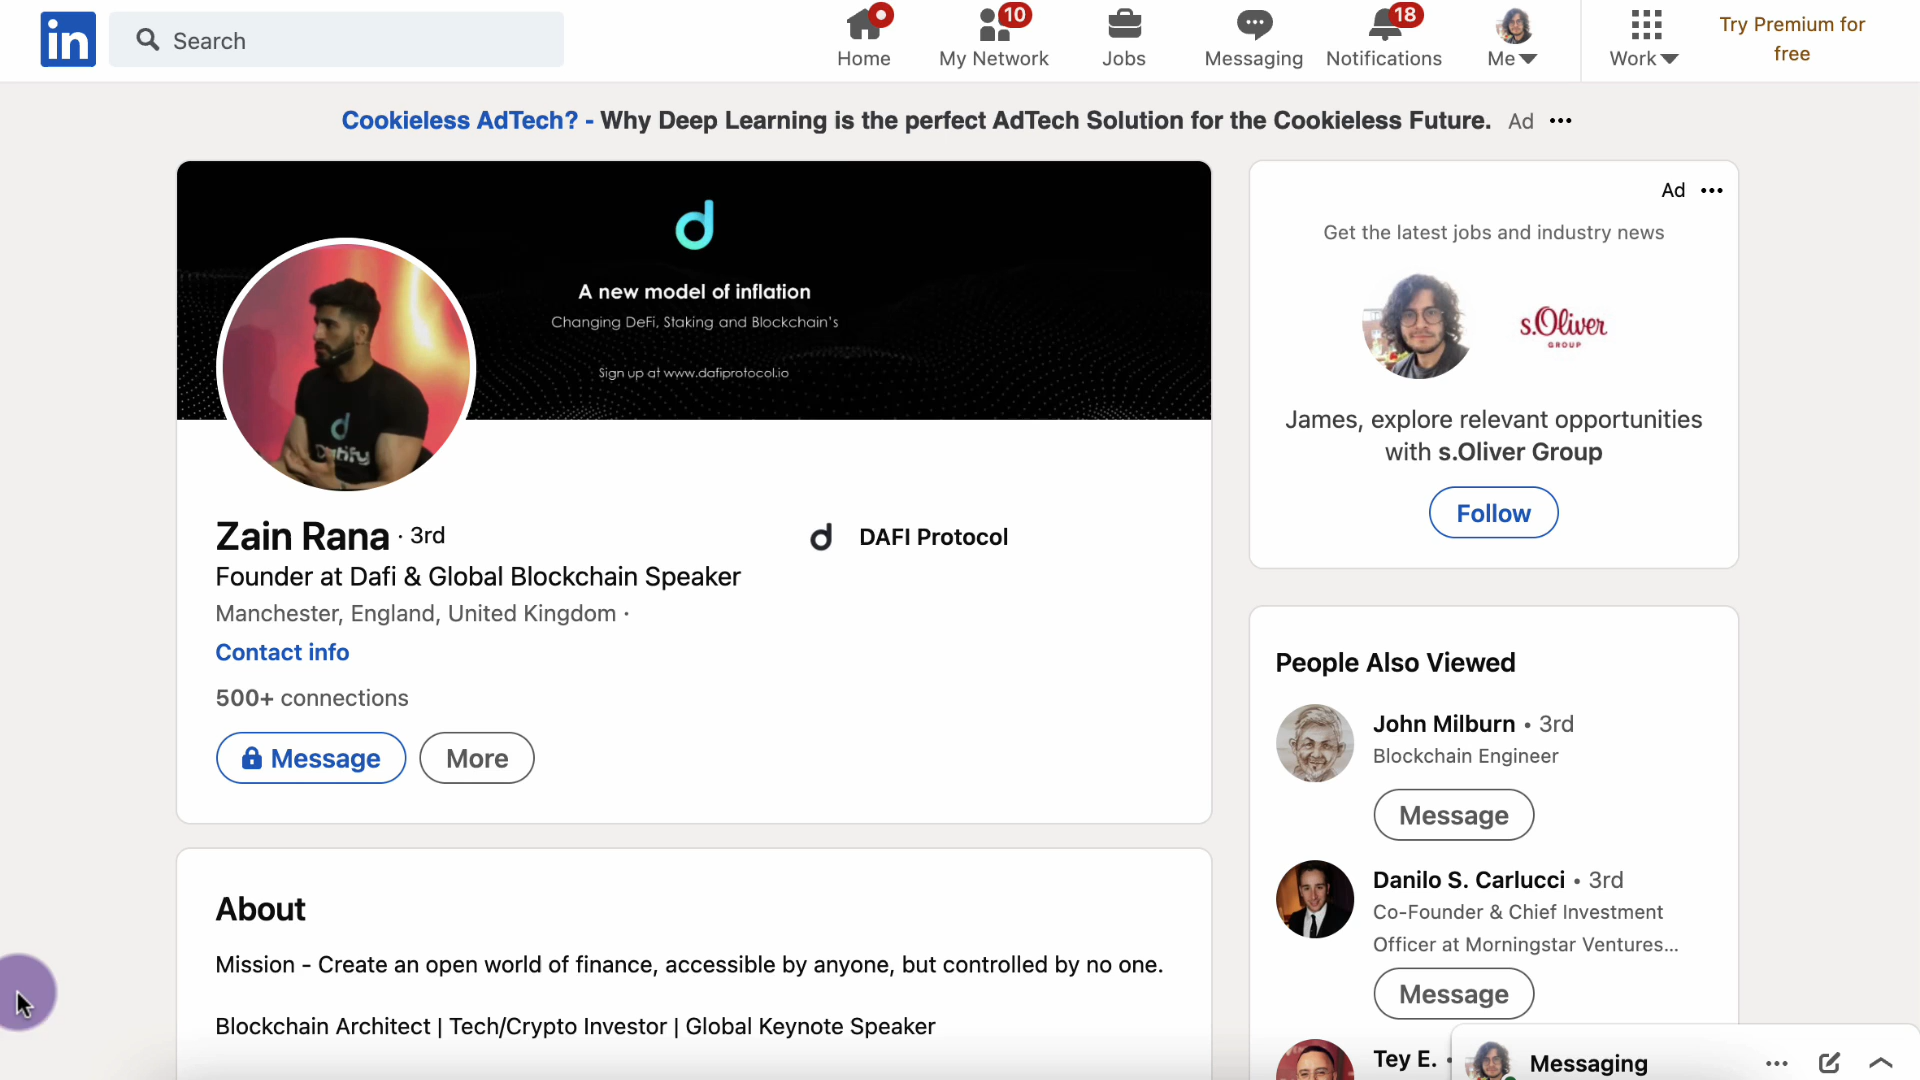 in
Search
Home
10
My Network
Jobs
Messaging
18
Notifications
Me
Work
Try Premium for
free
Cookieless AdTech? - Why Deep Learning is the perfect AdTech Solution for the Cookieless Future. Ad
A new model of inflation
Changing DeFi, Staking and Blockchain's
Sign up at www.dafiprotocol.io
Zain Rana · 3rd
DAFI Protocol
Founder at Dafi & Global Blockchain Speaker
Manchester, England, United Kingdom ·
Contact info
500+ connections
Message
More
About
Mission - Create an open world of finance, accessible by anyone, but controlled by no one.
Blockchain Architect | Tech/Crypto Investor | Global Keynote Speaker
Ad
Get the latest jobs and industry news
s.Oliver
GROUP
James, explore relevant opportunities
with s.Oliver Group
Follow
People Also Viewed
John Milburn • 3rd
Blockchain Engineer
Message
Danilo S. Carlucci • 3rd
Co-Founder & Chief Investment
Officer at Morningstar Ventures...
Message
Tey E. •
Messaging